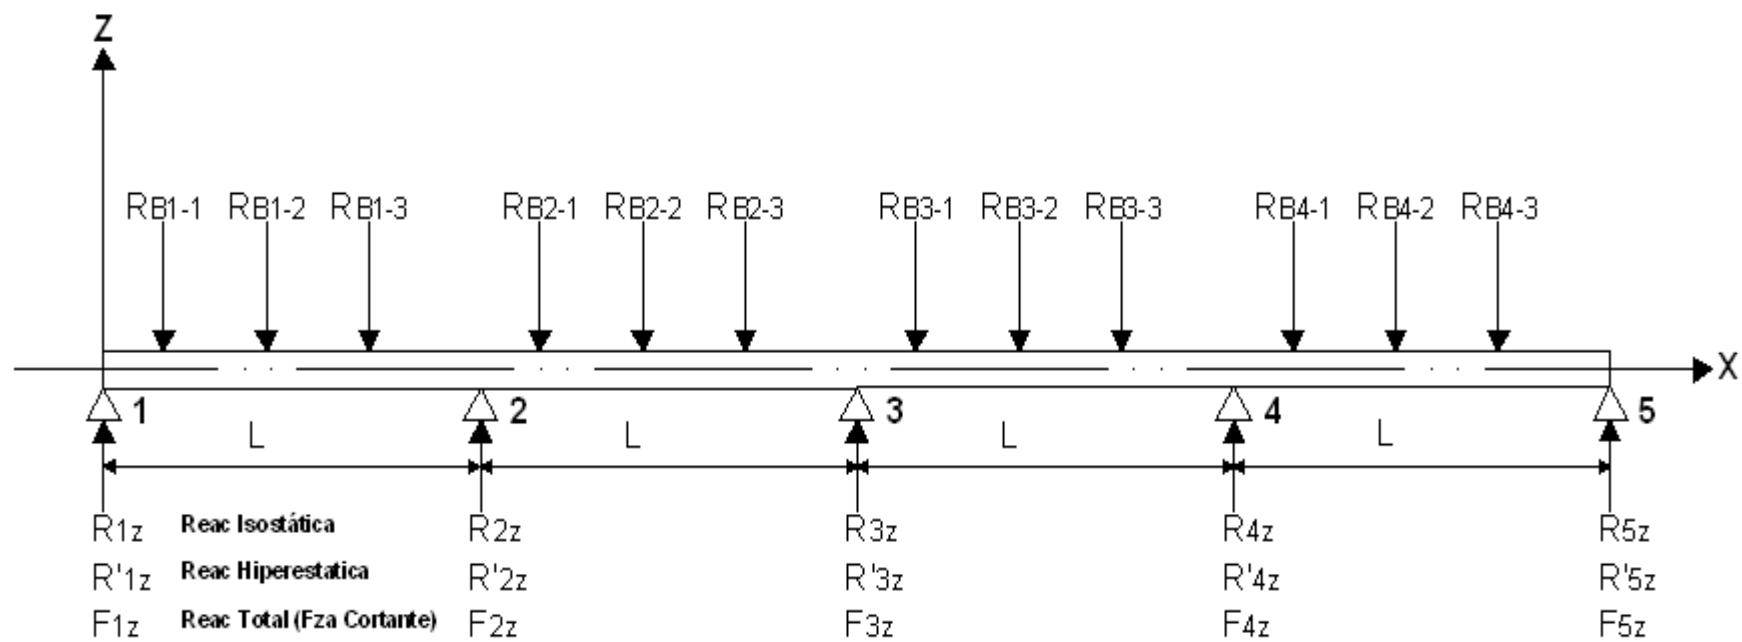 Z
RB1-1 RB1-2 RB1-3 RB2-1 RB2-2 RB2-3 RB3-1 RB3-2 RB3-3 RB4-1 RB4-2 RB4-3
X
1 2 3 4 5
L L L L
R1z Reac Isostática R2z R3z R4z R5z
R'1z Reac Hiperestatica R'2z R'3z R'4z R'5z
F1z Reac Total (Fza Cortante) F2z F3z F4z F5z